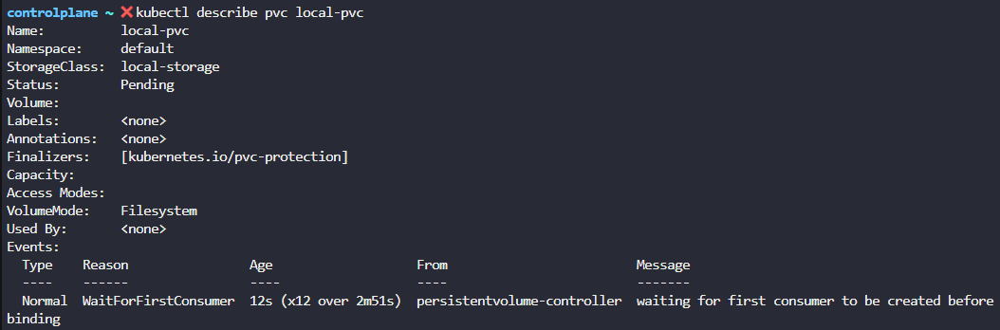 controlplane ~ ✖kubectl describe pvc local-pvc
Name:          local-pvc
Namespace:     default
StorageClass:  local-storage
Status:        Pending
Volume:
Labels:        <none>
Annotations:   <none>
Finalizers:    [kubernetes.io/pvc-protection]
Capacity:
Access Modes:
VolumeMode:    Filesystem
Used By:       <none>
Events:
  Type    Reason                Age                   From                         Message
  ----    ------                ----                  ----                         -------
  Normal  WaitForFirstConsumer  12s (x12 over 2m51s)  persistentvolume-controller  waiting for first consumer to be created before
binding